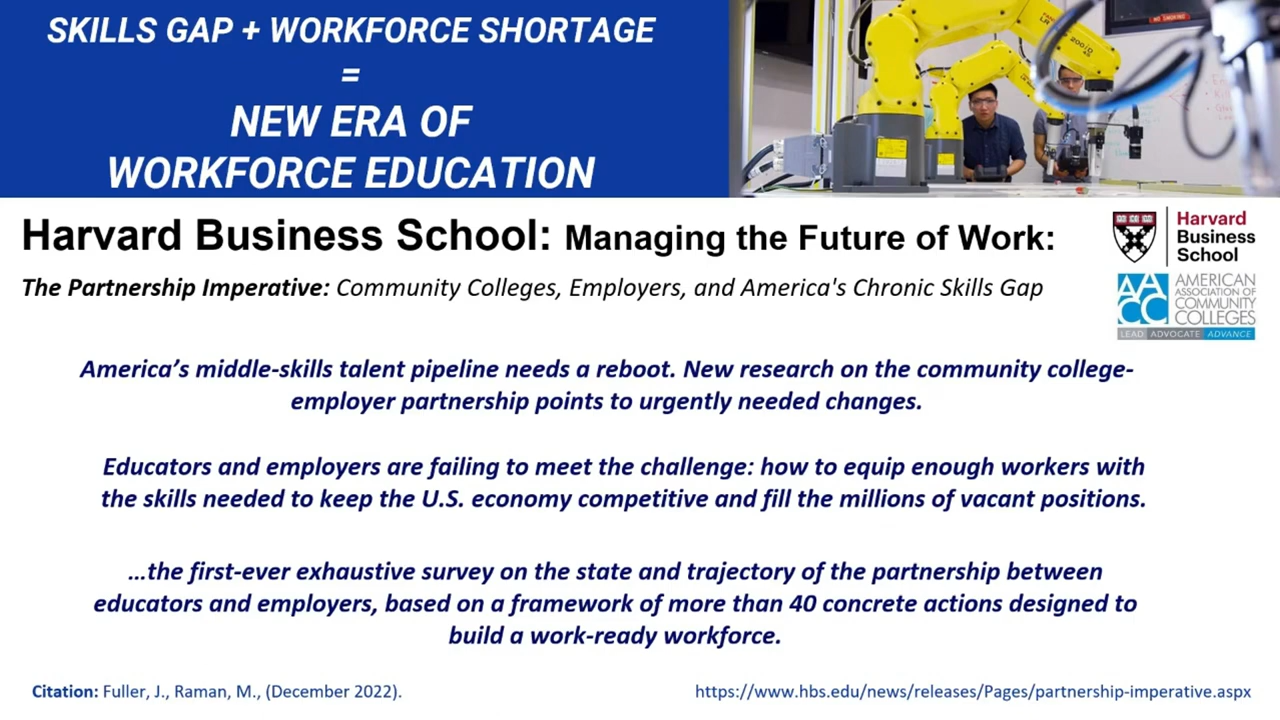 SKILLS GAP + WORKFORCE SHORTAGE
=
NEW ERA OF
WORKFORCE EDUCATION
NO SMOKING
Harvard Business School: Managing the Future of Work:
The Partnership Imperative: Community Colleges, Employers, and America's Chronic Skills Gap
Harvard
Business
School
AACC
AMERICAN
ASSOCIATION OF
COMMUNITY
COLLEGES
LEAD ADVOCATE ADVANCE
America’s middle-skills talent pipeline needs a reboot. New research on the community college-
employer partnership points to urgently needed changes.
Educators and employers are failing to meet the challenge: how to equip enough workers with
the skills needed to keep the U.S. economy competitive and fill the millions of vacant positions.
…the first-ever exhaustive survey on the state and trajectory of the partnership between
educators and employers, based on a framework of more than 40 concrete actions designed to
build a work-ready workforce.
Citation: Fuller, J., Raman, M., (December 2022).
https://www.hbs.edu/news/releases/Pages/partnership-imperative.aspx